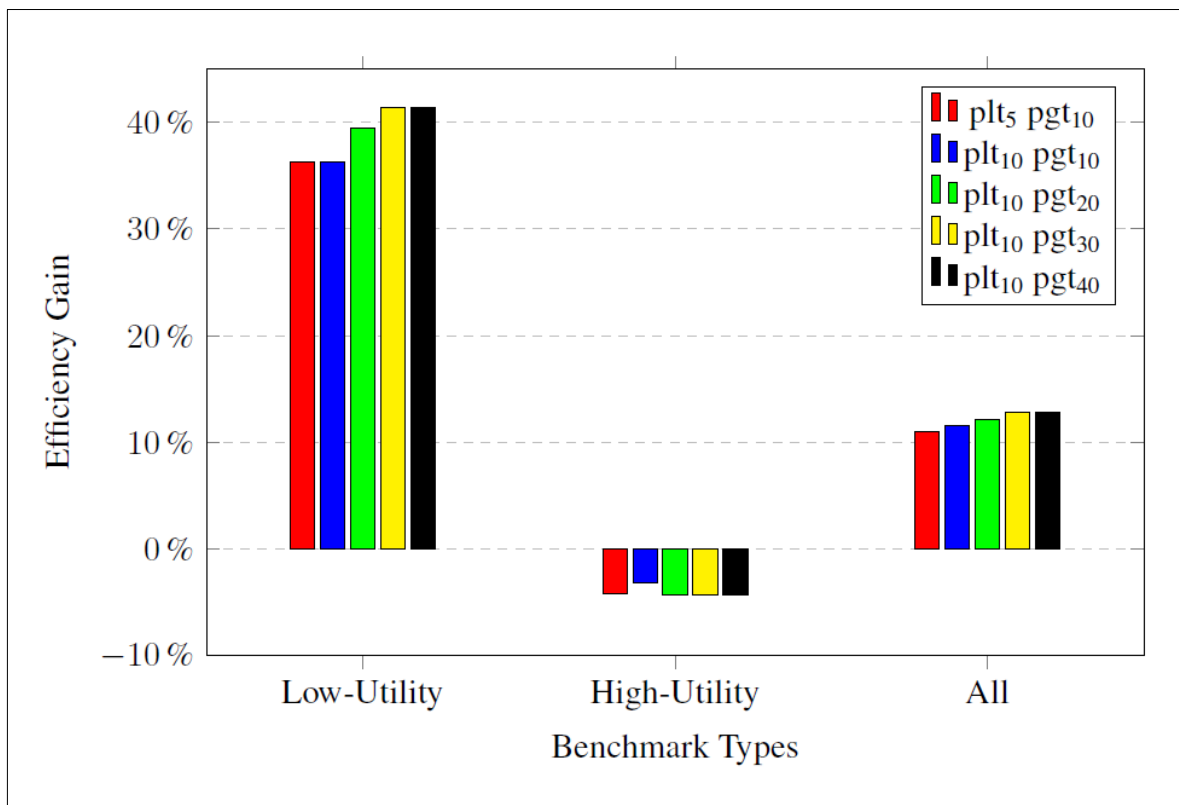 40 %
30 %
20 %
10 %
0 %
−10 %
Efficiency Gain
plt₅ pgt₁₀
plt₁₀ pgt₁₀
plt₁₀ pgt₂₀
plt₁₀ pgt₃₀
plt₁₀ pgt₄₀
Low-Utility High-Utility All
Benchmark Types